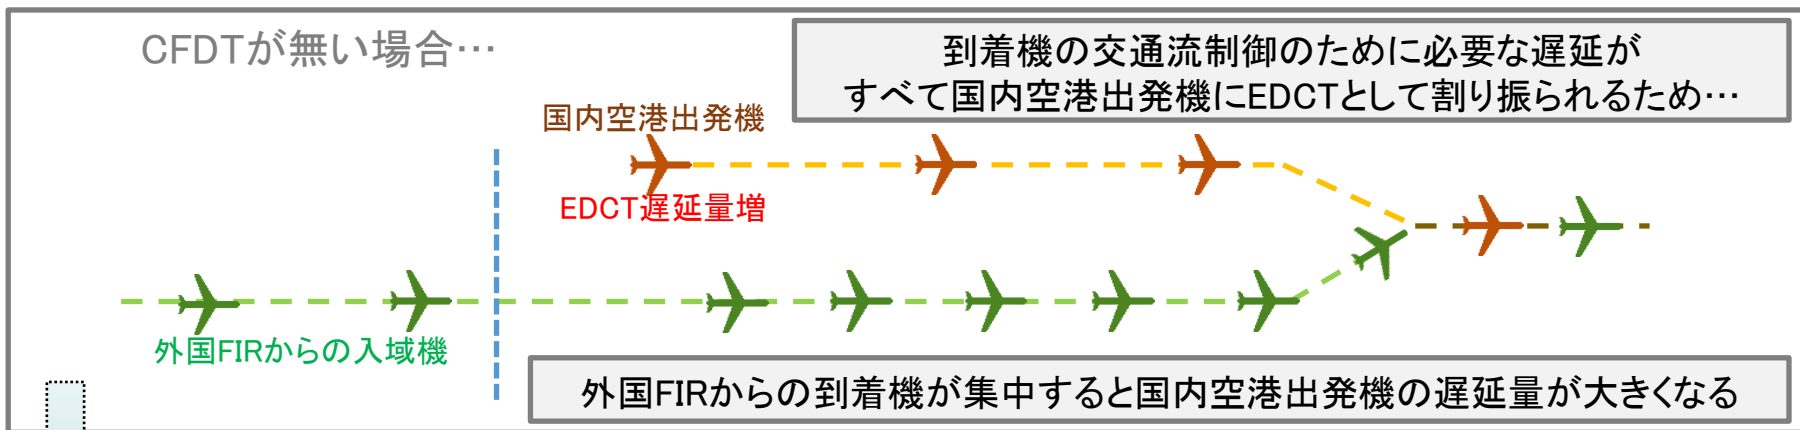 CFDTが無い場合…
到着機の交通流制御のために必要な遅延が
すべて国内空港出発機にEDCTとして割り振られるため…
国内空港出発機
EDCT遅延量増
外国FIRからの入域機
外国FIRからの到着機が集中すると国内空港出発機の遅延量が大きくなる